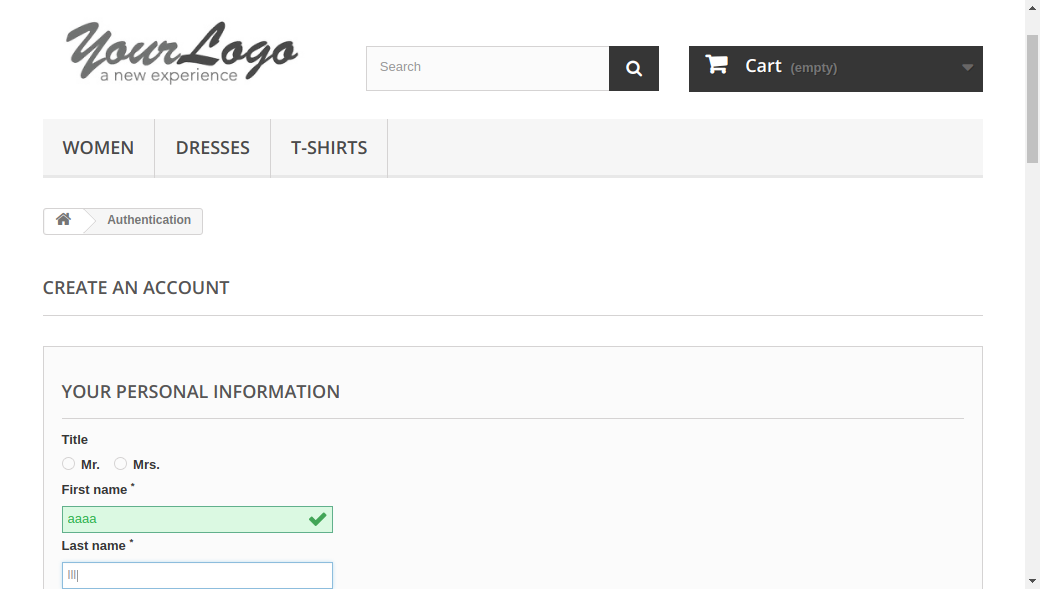 YourLogo
a new experience
Search
Cart (empty)
WOMEN DRESSES T-SHIRTS
Authentication
CREATE AN ACCOUNT
YOUR PERSONAL INFORMATION
Title
Mr. Mrs.
First name *
aaaa
Last name *
lll